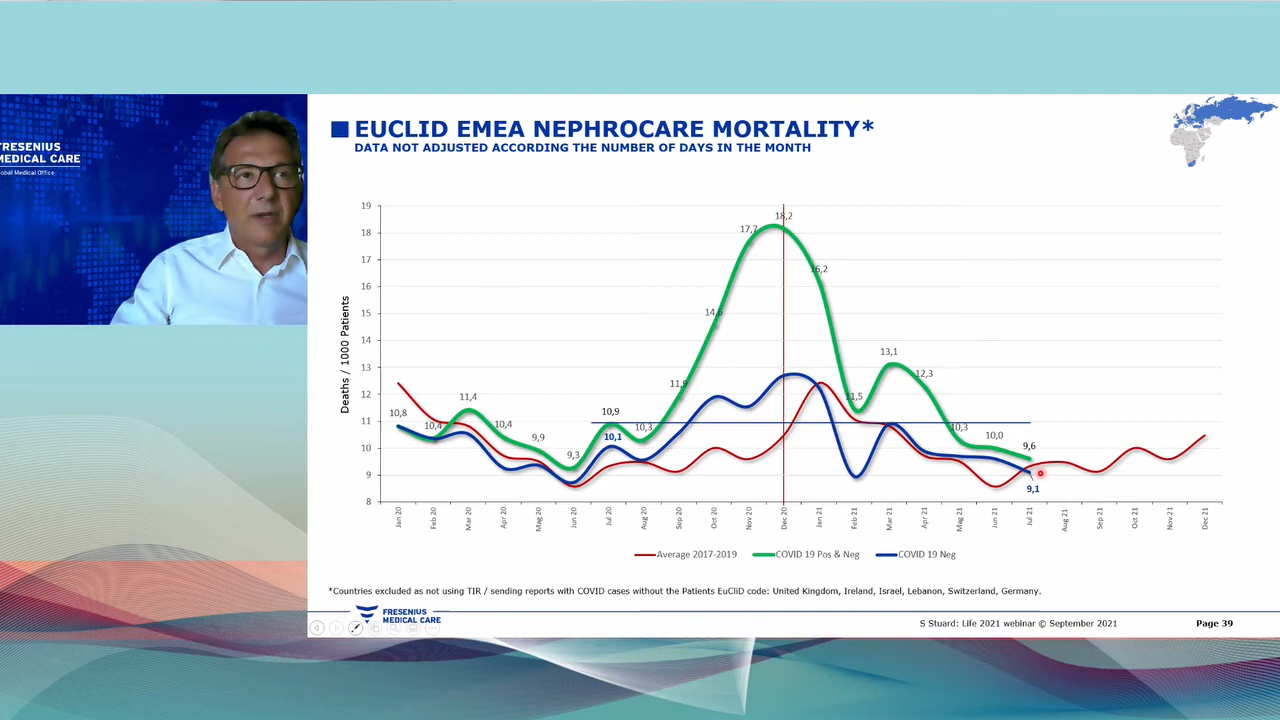 FRESENIUS
MEDICAL CARE
obal Medical Office
EUCLID EMEA NEPHROCARE MORTALITY*
DATA NOT ADJUSTED ACCORDING THE NUMBER OF DAYS IN THE MONTH
Deaths / 1000 Patients
19
18
17
16
15
14
13
12
11
10
9
8
10,8
10,4
11,4
10,4
9,9
9,3
10,9
10,1
10,3
11,9
14,6
17,7
18,2
16,2
11,5
13,1
12,3
10,3
10,0
9,6
9,1
Jan 20
Feb 20
Mar 20
Apr 20
Mag 20
Jun 20
Jul 20
Aug 20
Sep 20
Oct 20
Nov 20
Dec 20
Jan 21
Feb 21
Mar 21
Apr 21
Mag 21
Jun 21
Jul 21
Aug 21
Sep 21
Oct 21
Nov 21
Dec 21
Average 2017-2019
COVID 19 Pos & Neg
COVID 19 Neg
*Countries excluded as not using TIR / sending reports with COVID cases without the Patients EuCliD code: United Kingdom, Ireland, Israel, Lebanon, Switzerland, Germany.
FRESENIUS
MEDICAL CARE
S Stuard: Life 2021 webinar © September 2021
Page 39